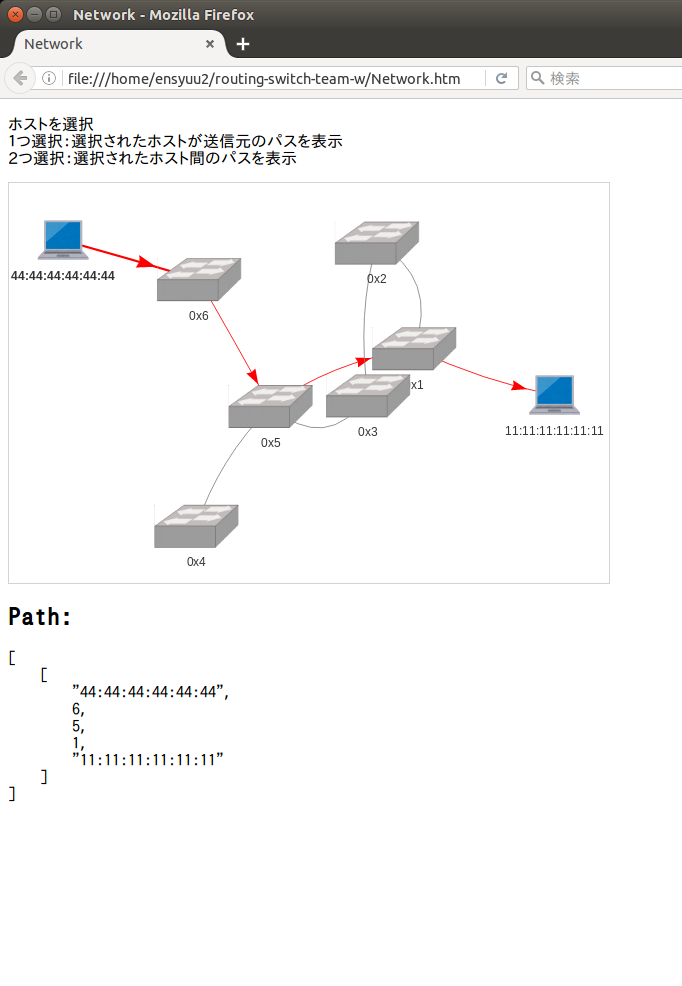 Network - Mozilla Firefox
Network
file:///home/ensyuu2/routing-switch-team-w/Network.htm
検索
ホストを選択
1つ選択:選択されたホストが送信元のパスを表示
2つ選択:選択されたホスト間のパスを表示
44:44:44:44:44:44
0x6
0x2
x1
11:11:11:11:11:11
0x5
0x3
0x4
Path:
[
[
"44:44:44:44:44:44",
6,
5,
1,
"11:11:11:11:11:11"
]
]